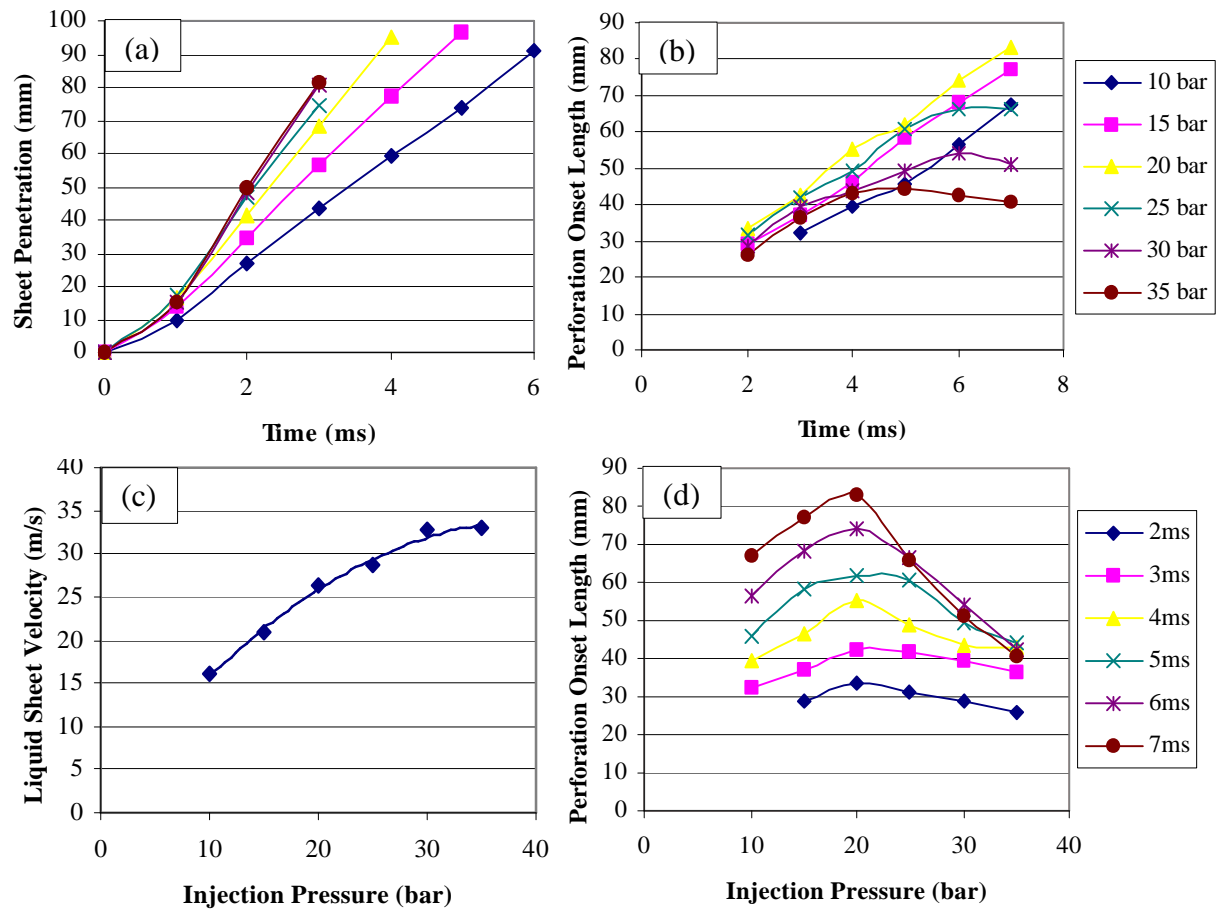 (a)
Sheet Penetration (mm)
100
90
80
70
60
50
40
30
20
10
0
0 2 4 6
Time (ms)
(b)
Perforation Onset Length (mm)
90
80
70
60
50
40
30
20
10
0
0 2 4 6 8
Time (ms)
10 bar
15 bar
20 bar
25 bar
30 bar
35 bar
(c)
Liquid Sheet Velocity (m/s)
40
35
30
25
20
15
10
5
0
0 10 20 30 40
Injection Pressure (bar)
(d)
Perforation Onset Length (mm)
90
80
70
60
50
40
30
20
10
0
0 10 20 30 40
Injection Pressure (bar)
2ms
3ms
4ms
5ms
6ms
7ms